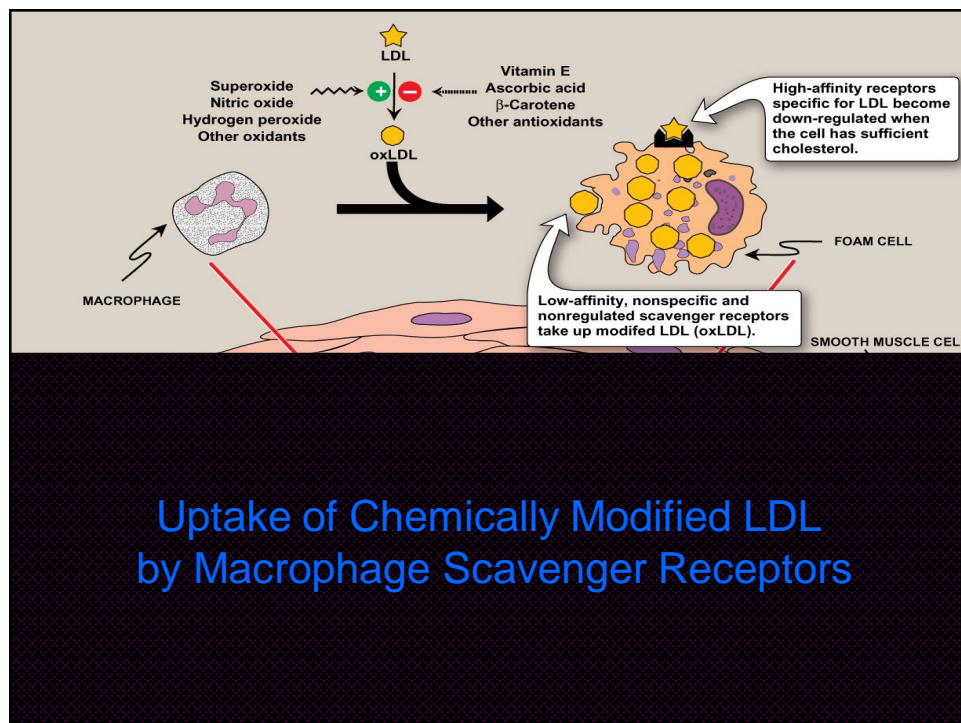 LDL
Superoxide
Nitric oxide
Hydrogen peroxide
Other oxidants
+
−
Vitamin E
Ascorbic acid
β-Carotene
Other antioxidants
oxLDL
High-affinity receptors
specific for LDL become
down-regulated when
the cell has sufficient
cholesterol.
MACROPHAGE
FOAM CELL
Low-affinity, nonspecific and
nonregulated scavenger receptors
take up modifed LDL (oxLDL).
SMOOTH MUSCLE CEL
Uptake of Chemically Modified LDL
by Macrophage Scavenger Receptors